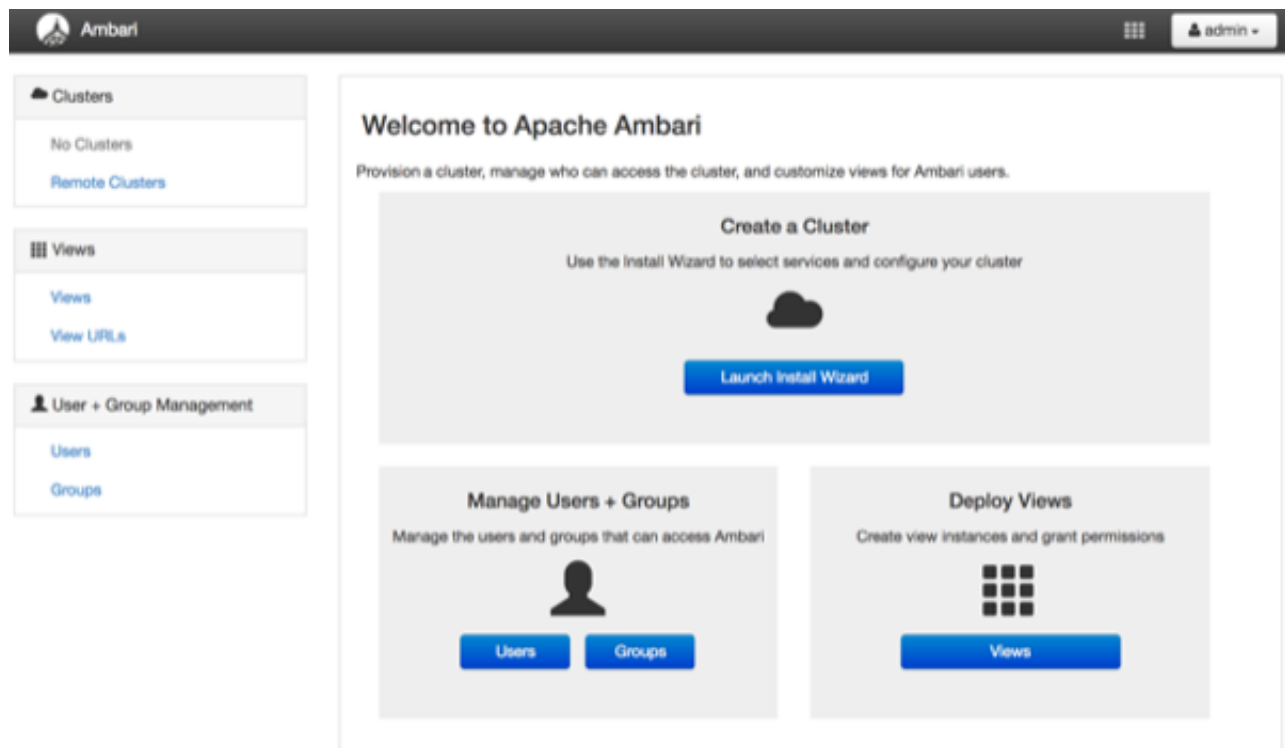 Ambari
admin
Clusters
No Clusters
Remote Clusters
Views
Views
View URLs
User + Group Management
Users
Groups
Welcome to Apache Ambari
Provision a cluster, manage who can access the cluster, and customize views for Ambari users.
Create a Cluster
Use the Install Wizard to select services and configure your cluster
Launch Install Wizard
Manage Users + Groups
Manage the users and groups that can access Ambari
Users Groups
Deploy Views
Create view instances and grant permissions
Views